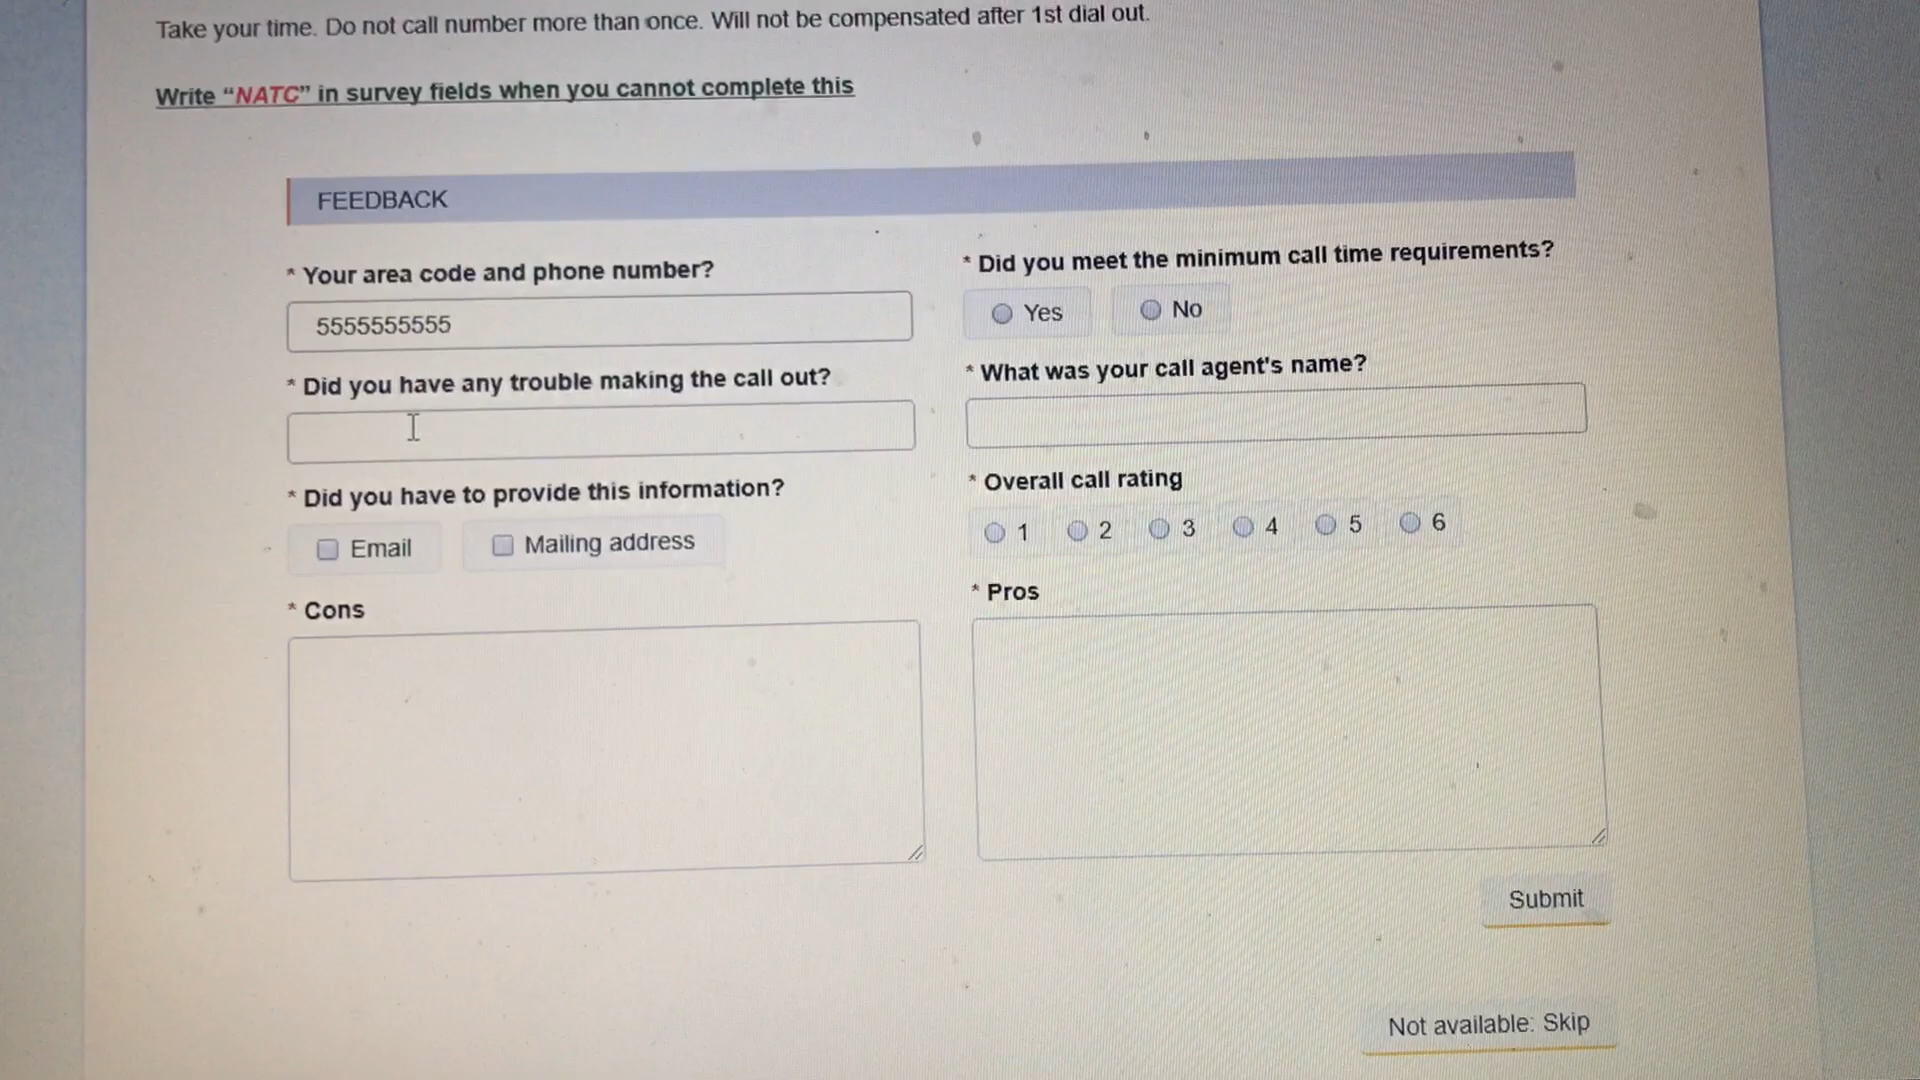 Take your time. Do not call number more than once. Will not be compensated after 1st dial out.
Write “NATC” in survey fields when you cannot complete this
FEEDBACK
* Your area code and phone number?
5555555555
* Did you meet the minimum call time requirements?
Yes
No
* Did you have any trouble making the call out?
* What was your call agent's name?
* Did you have to provide this information?
Email
Mailing address
* Overall call rating
1
2
3
4
5
6
* Cons
* Pros
Submit
Not available: Skip